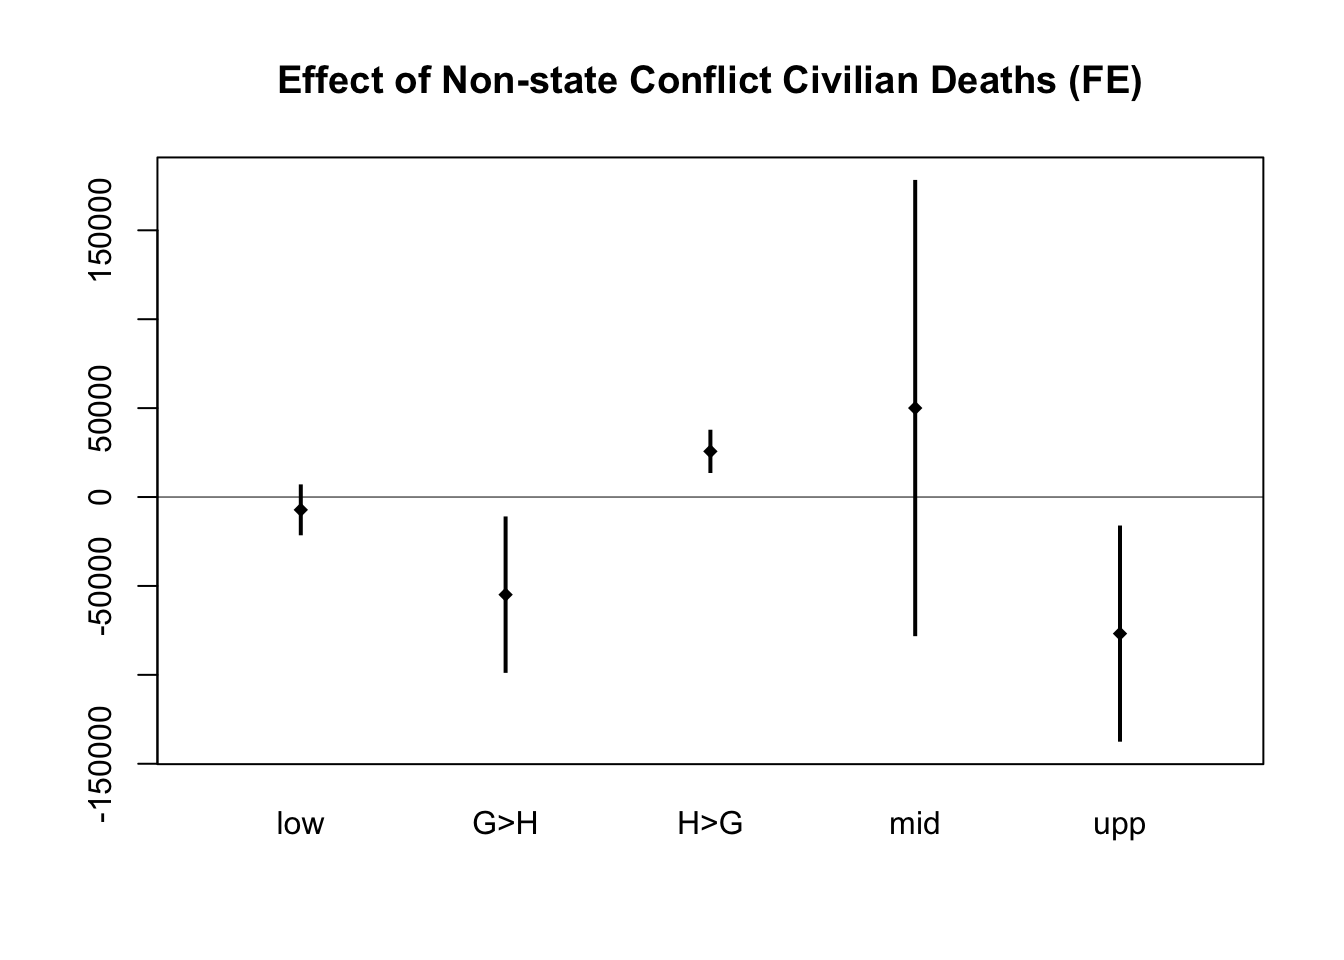 Effect of Non-state Conflict Civilian Deaths (FE)
150000
50000
0
-50000
-150000
low G>H H>G mid upp